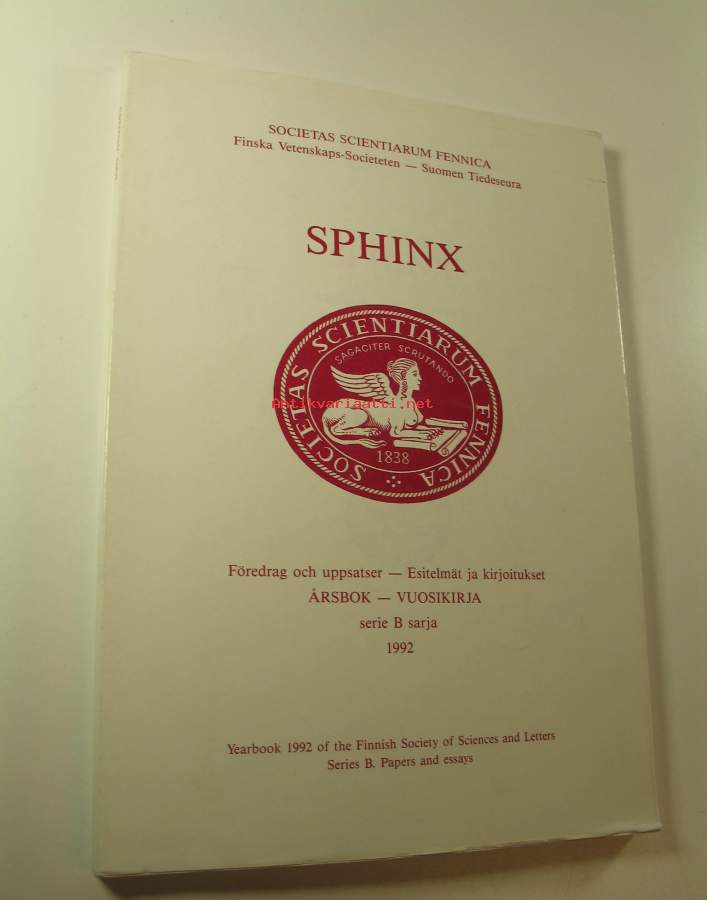 SOCIETAS SCIENTIARUM FENNICA
Finska Vetenskaps-Societeten — Suomen Tiedeseura
SPHINX
SOCIETAS SCIENTIARUM FENNICA
SAGACITER SCRUTANDO
Antikvariaatti.net
1838
Föredrag och uppsatser — Esitelmät ja kirjoitukset
ÅRSBOK — VUOSIKIRJA
serie B sarja
1992
Yearbook 1992 of the Finnish Society of Sciences and Letters
Series B. Papers and essays